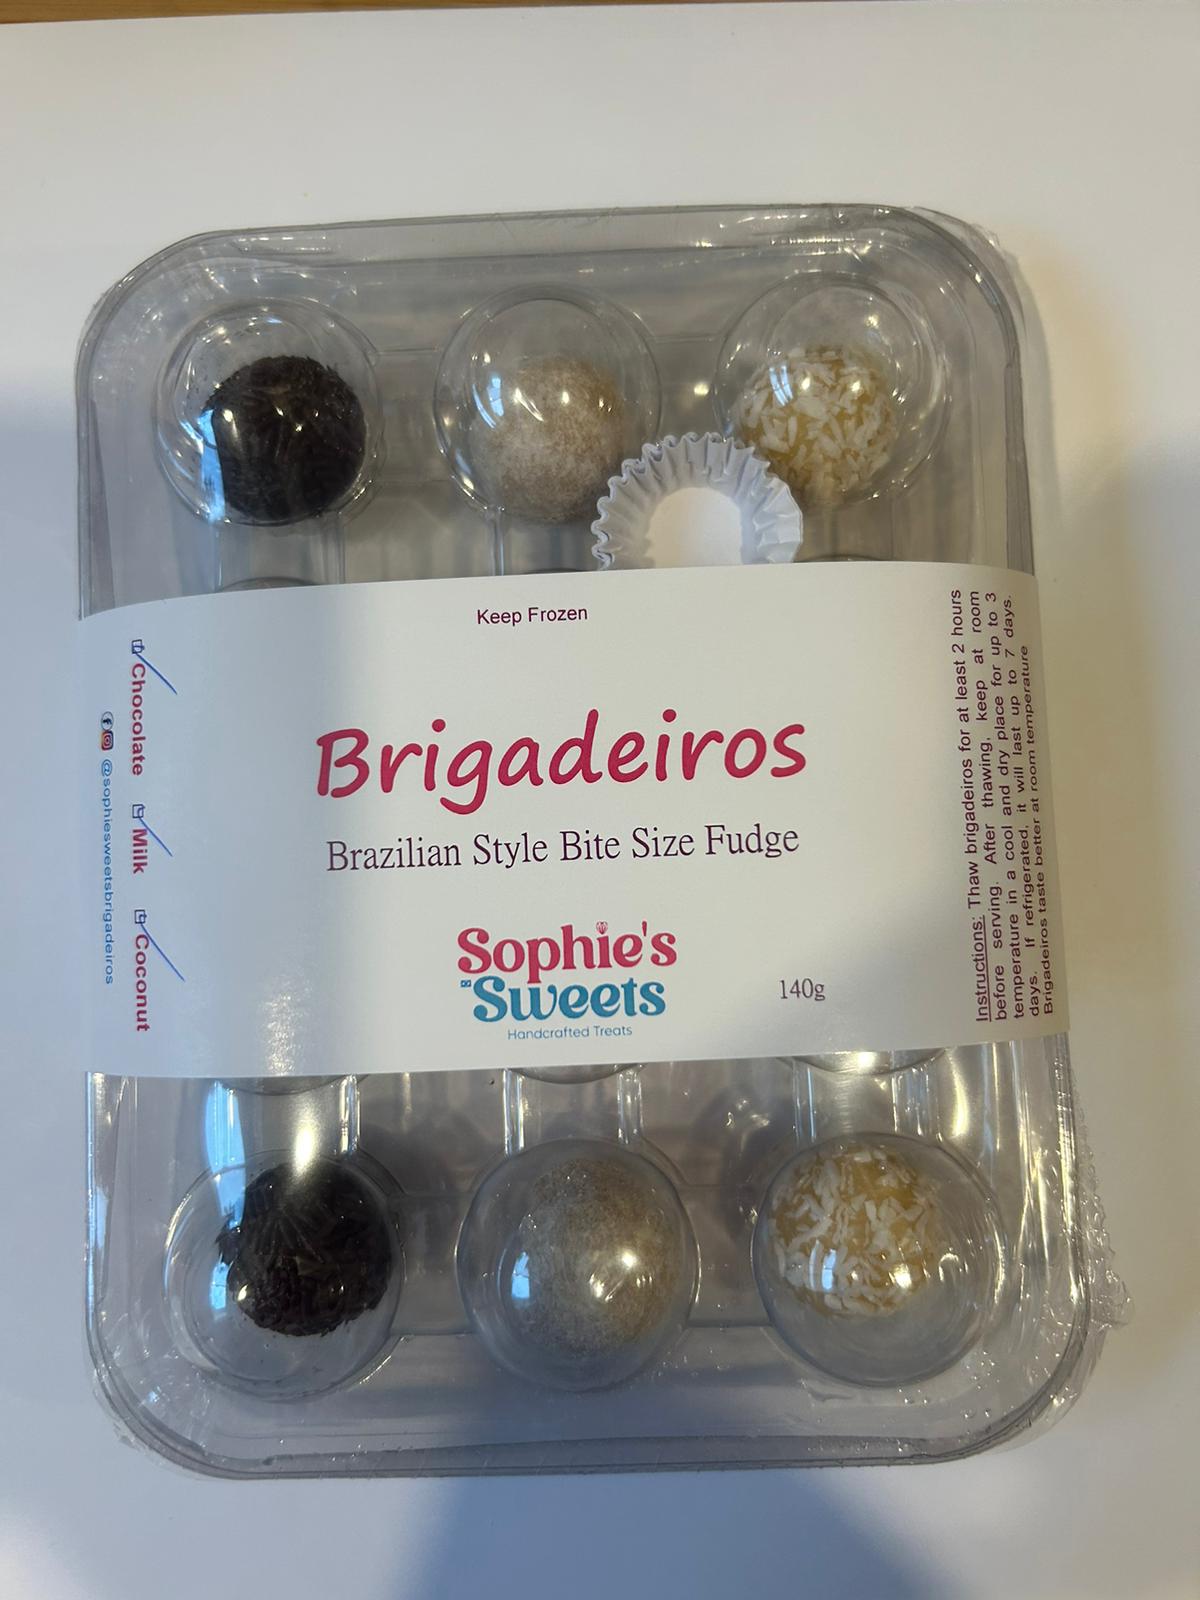 Keep Frozen
Brigadeiros
Brazilian Style Bite Size Fudge
Sophie's
Sweets
Handcrafted Treats
140g
Chocolate Milk Coconut
@sophiesweetsbrigadeiros
Instructions: Thaw brigadeiros for at least 2 hours
before serving. After thawing, keep at room
temperature in a cool and dry place for up to 3
days. If refrigerated, it will last up to 7 days.
Brigadeiros taste better at room temperature